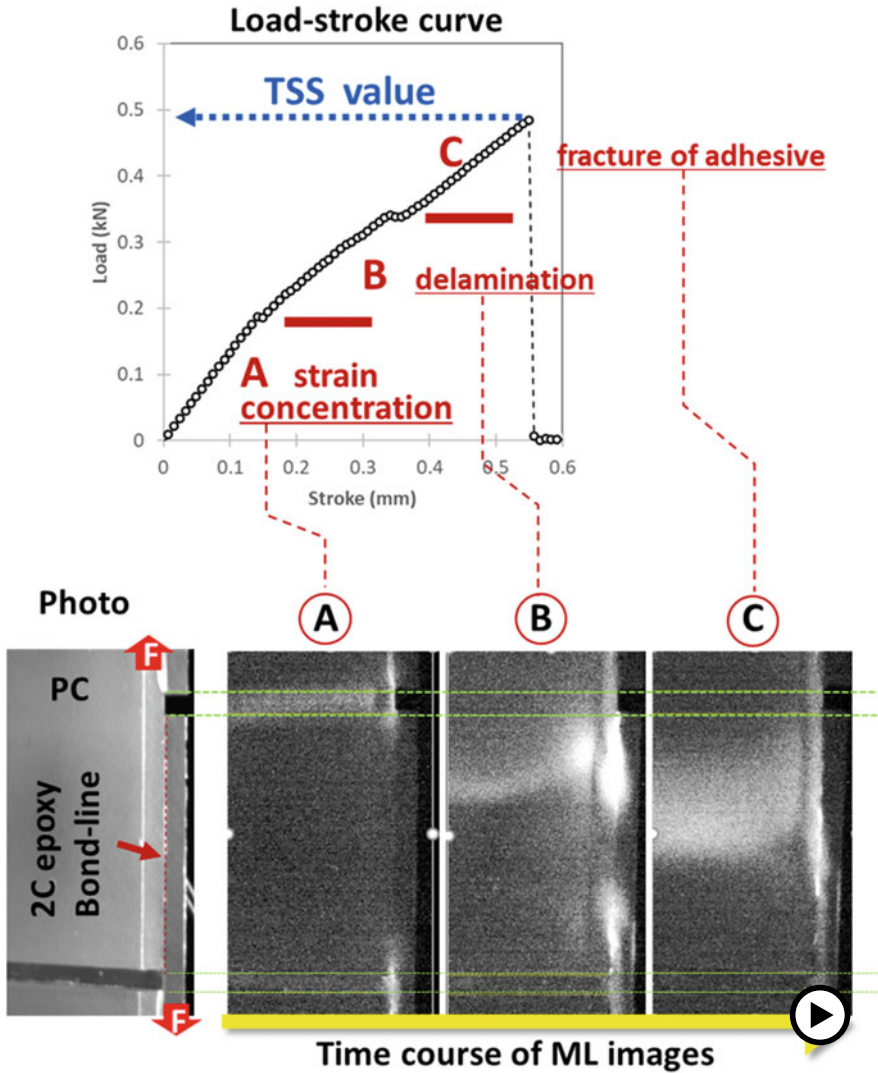 Load-stroke curve
0.6
0.5
0.4
0.3
0.2
0.1
0
Load (kN)
TSS value
C
fracture of adhesive
B
delamination
A strain
concentration
0 0.1 0.2 0.3 0.4 0.5 0.6
Stroke (mm)
Photo
A
B
C
F
PC
2C epoxy
Bond-line
F
Time course of ML images